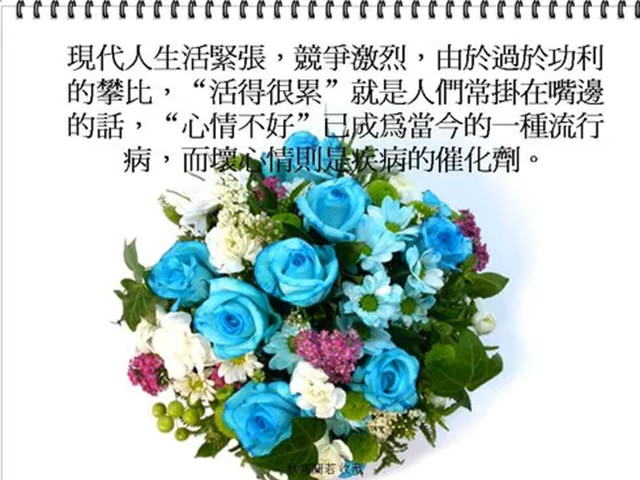 現代人生活緊張，競爭激烈，由於過於功利
的攀比，“活得很累”就是人們常掛在嘴邊
的話，“心情不好”已成爲當今的一種流行
病，而壞心情則是疾病的催化劑。